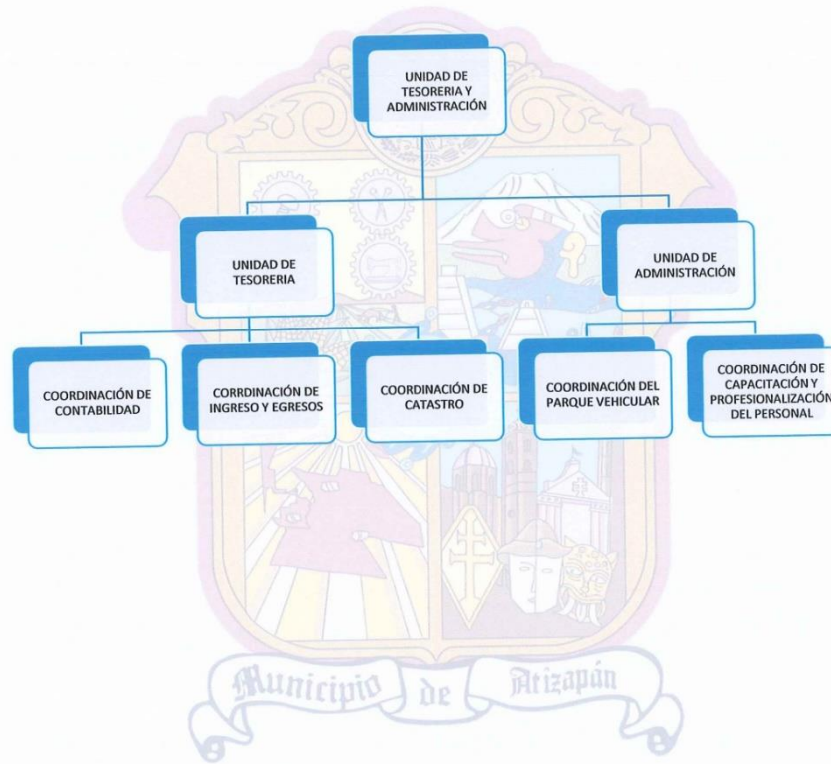 UNIDAD DE
TESORERIA Y
ADMINISTRACIÓN
UNIDAD DE
TESORERIA
UNIDAD DE
ADMINISTRACIÓN
COORDINACIÓN DE
CONTABILIDAD
CORRDINACIÓN DE
INGRESO Y EGRESOS
COORDINACIÓN DE
CATASTRO
COORDINACIÓN DEL
PARQUE VEHICULAR
COORDINACIÓN DE
CAPACITACIÓN Y
PROFESIONALIZACIÓN
DEL PERSONAL
Municipio de Atizapán